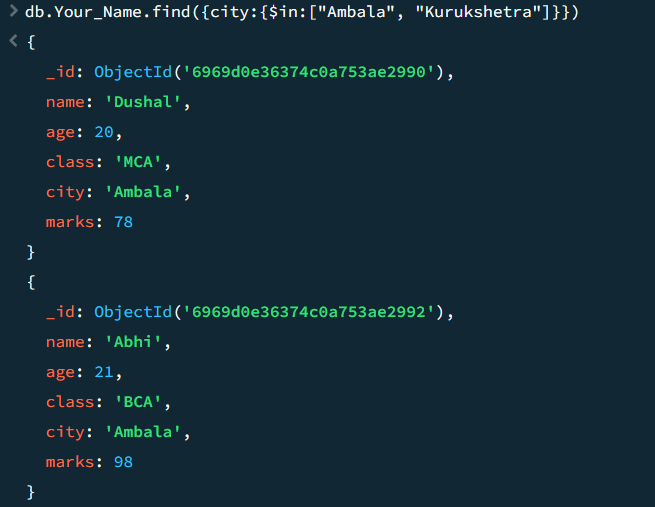 > db.Your_Name.find({city:{$in:["Ambala", "Kurukshetra"]}})
< {
_id: ObjectId('6969d0e36374c0a753ae2990'),
name: 'Dushal',
age: 20,
class: 'MCA',
city: 'Ambala',
marks: 78
}
{
_id: ObjectId('6969d0e36374c0a753ae2992'),
name: 'Abhi',
age: 21,
class: 'BCA',
city: 'Ambala',
marks: 98
}